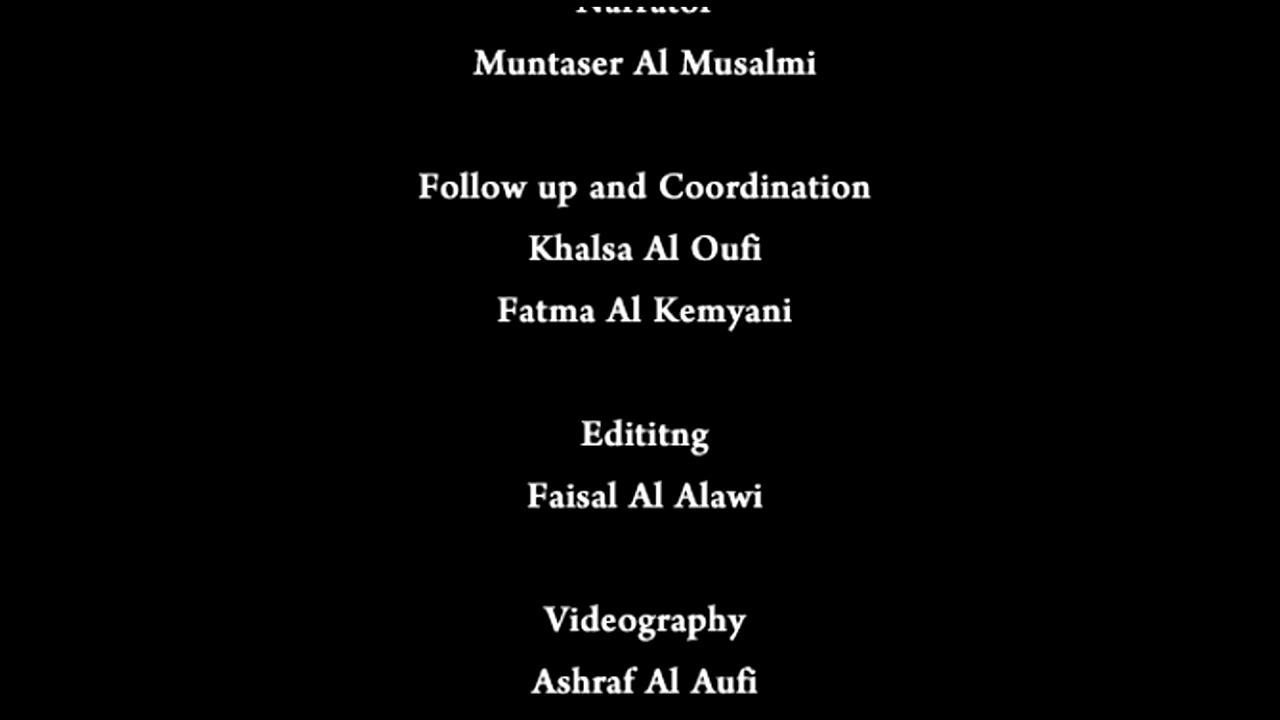 Narrator
Muntaser Al Musalmi
Follow up and Coordination
Khalsa Al Oufi
Fatma Al Kemyani
Edititng
Faisal Al Alawi
Videography
Ashraf Al Aufi